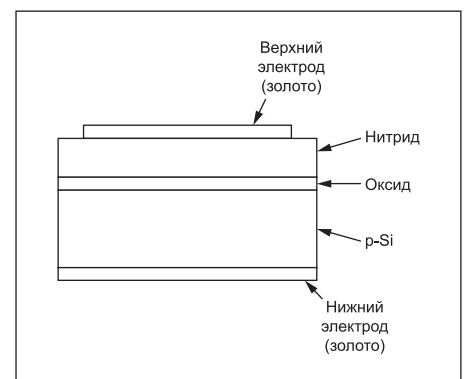 Верхний
электрод
(золото)
Нитрид
Оксид
p-Si
Нижний
электрод
(золото)